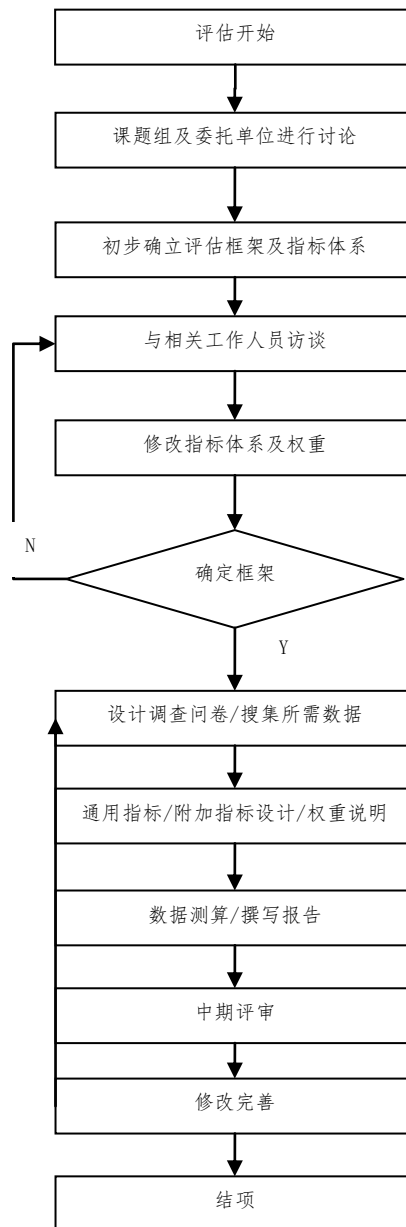 评估开始
课题组及委托单位进行讨论
初步确立评估框架及指标体系
与相关工作人员访谈
修改指标体系及权重
N
确定框架
Y
设计调查问卷/搜集所需数据
通用指标/附加指标设计/权重说明
数据测算/撰写报告
中期评审
修改完善
结项